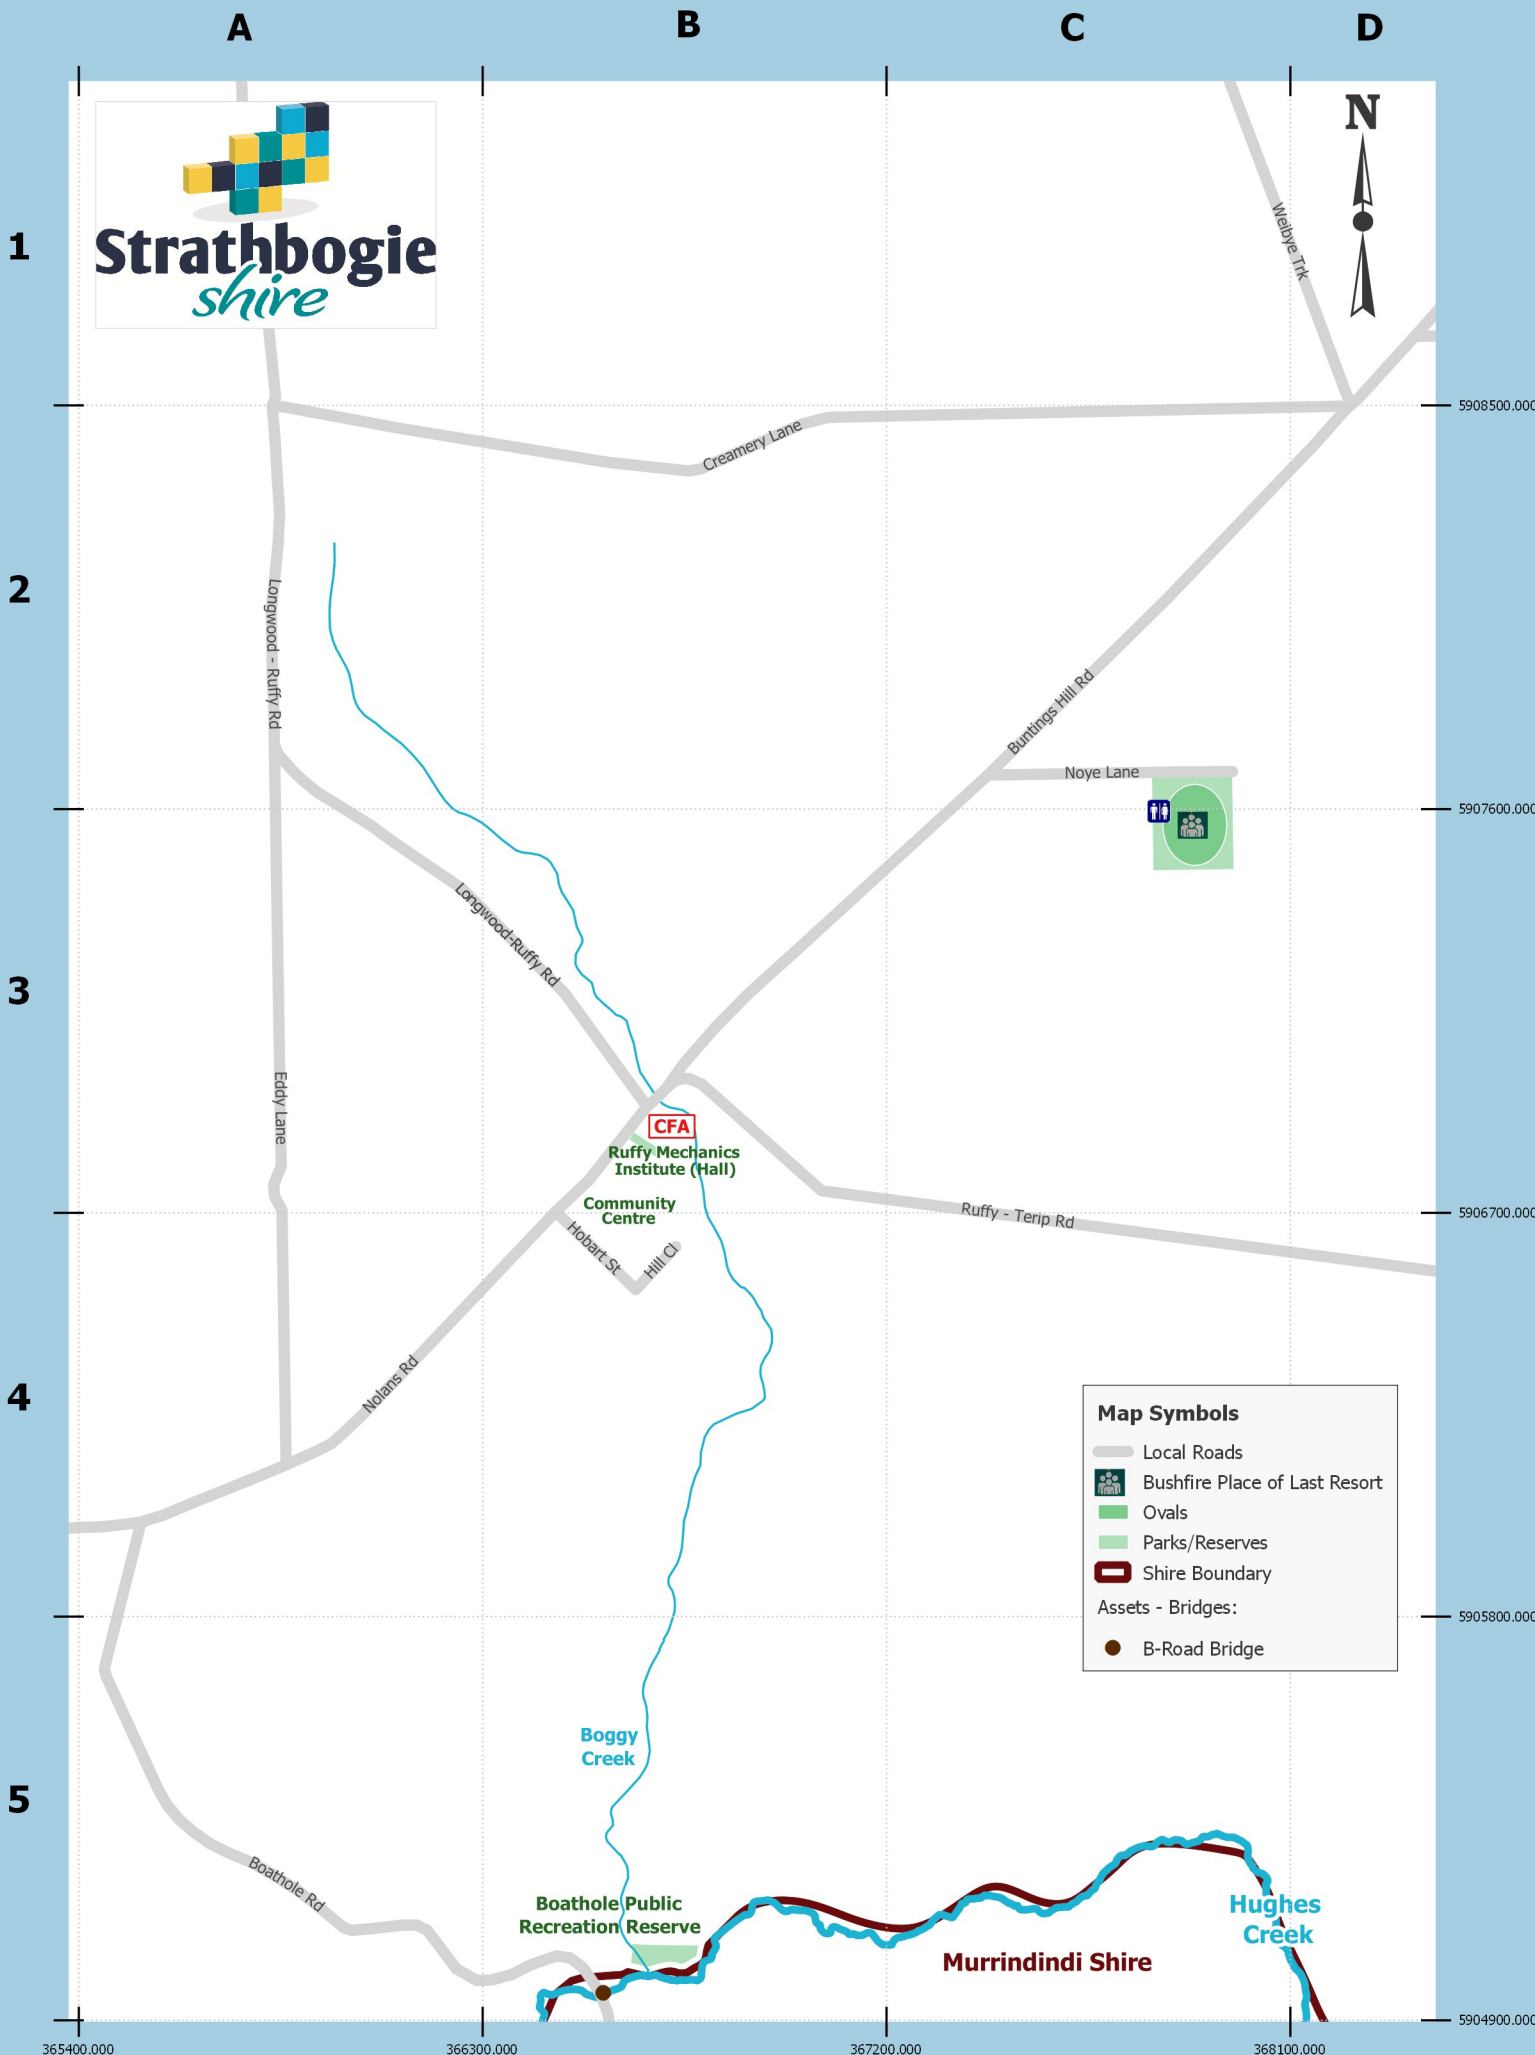 A
B
C
D
N
Strathbogie
shire
1
Welbye Trk
5908500.000
Creamery Lane
2
Longwood - Ruffy Rd
Buntings Hill Rd
Noye Lane
5907600.000
Longwood-Ruffy Rd
3
Eddy Lane
CFA
Ruffy Mechanics
Institute (Hall)
Community
Centre
5906700.000
Ruffy - Terip Rd
Hobart St
Hill Cl
Nolans Rd
4
Map Symbols
Local Roads
Bushfire Place of Last Resort
Ovals
Parks/Reserves
Shire Boundary
Assets - Bridges:
B-Road Bridge
5905800.000
Boggy
Creek
5
Boathole Rd
Boathole Public
Recreation Reserve
Hughes
Creek
Murrindindi Shire
5904900.000
365400.000
366300.000
367200.000
368100.000